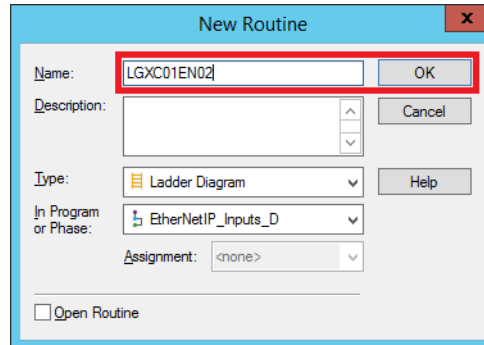 New Routine
x
Name: LGXC01EN02 OK
Description: Cancel
Type: Ladder Diagram Help
In Program
or Phase: EtherNetIP_Inputs_D
Assignment: <none>
Open Routine